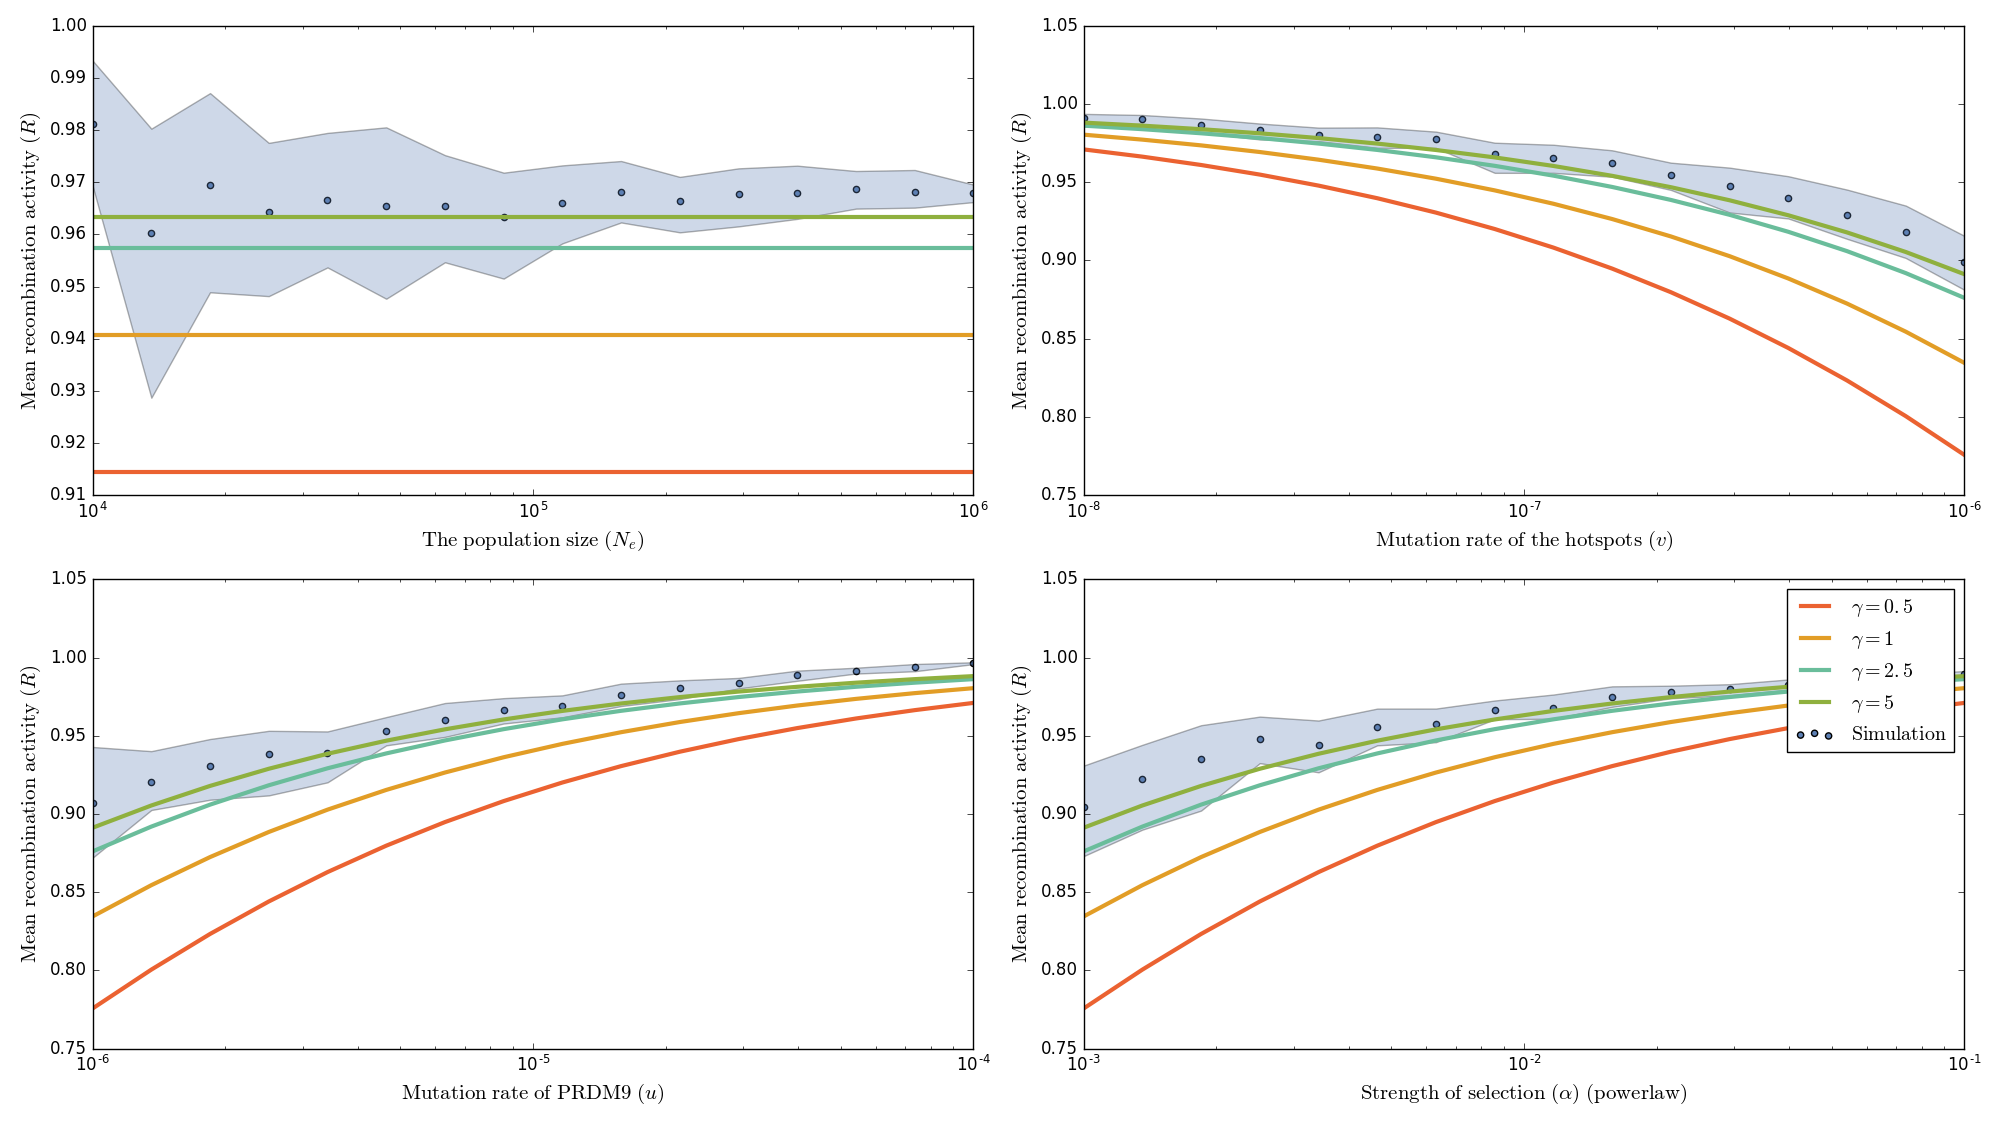 1.00
0.99
0.98
0.97
0.96
0.95
0.94
0.93
0.92
0.91
Mean recombination activity (R)
10^4 10^5 10^6
The population size (N_e)
1.05
1.00
0.95
0.90
0.85
0.80
0.75
Mean recombination activity (R)
10^-8 10^-7 10^-6
Mutation rate of the hotspots (v)
1.05
1.00
0.95
0.90
0.85
0.80
0.75
Mean recombination activity (R)
10^-6 10^-5 10^-4
Mutation rate of PRDM9 (u)
1.05
1.00
0.95
0.90
0.85
0.80
0.75
Mean recombination activity (R)
γ = 0.5
γ = 1
γ = 2.5
γ = 5
Simulation
10^-3 10^-2 10^-1
Strength of selection (α) (powerlaw)